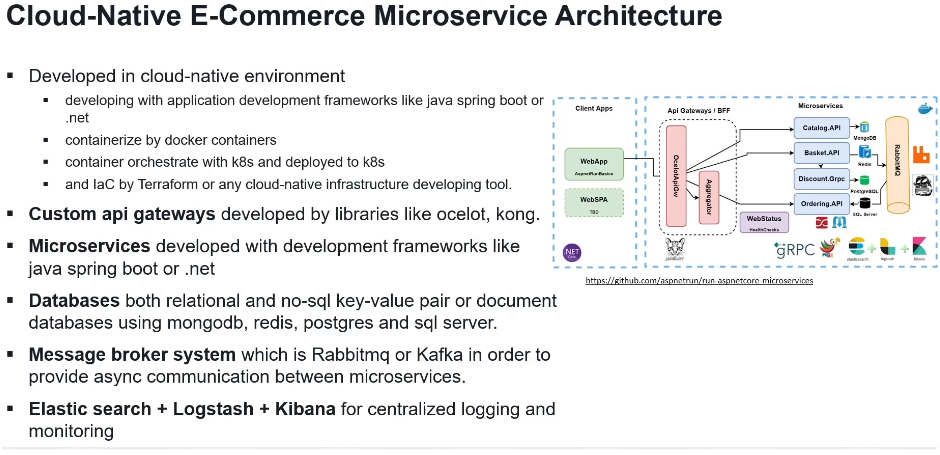 Cloud-Native E-Commerce Microservice Architecture
▪ Developed in cloud-native environment
▪ developing with application development frameworks like java spring boot or
.net
▪ containerize by docker containers
▪ container orchestrate with k8s and deployed to k8s
▪ and IaC by Terraform or any cloud-native infrastructure developing tool.
▪ Custom api gateways developed by libraries like ocelot, kong.
▪ Microservices developed with development frameworks like
java spring boot or .net
▪ Databases both relational and no-sql key-value pair or document
databases using mongodb, redis, postgres and sql server.
▪ Message broker system which is Rabbitmq or Kafka in order to
provide async communication between microservices.
▪ Elastic search + Logstash + Kibana for centralized logging and
monitoring
Client Apps
WebApp
AspnetRunBasics
WebSPA
TBD
.NET
Api Gateways / BFF
OcelotApiGw
Aggregator
WebStatus
HealthChecks
Microservices
Catalog.API
MongoDB
Basket.API
Redis
Discount.Grpc
PostgreSQL
Ordering.API
SQL Server
RabbitMQ
gRPC
elasticsearch
+
logstash
+
kibana
https://github.com/aspnetrun/run-aspnetcore-microservices